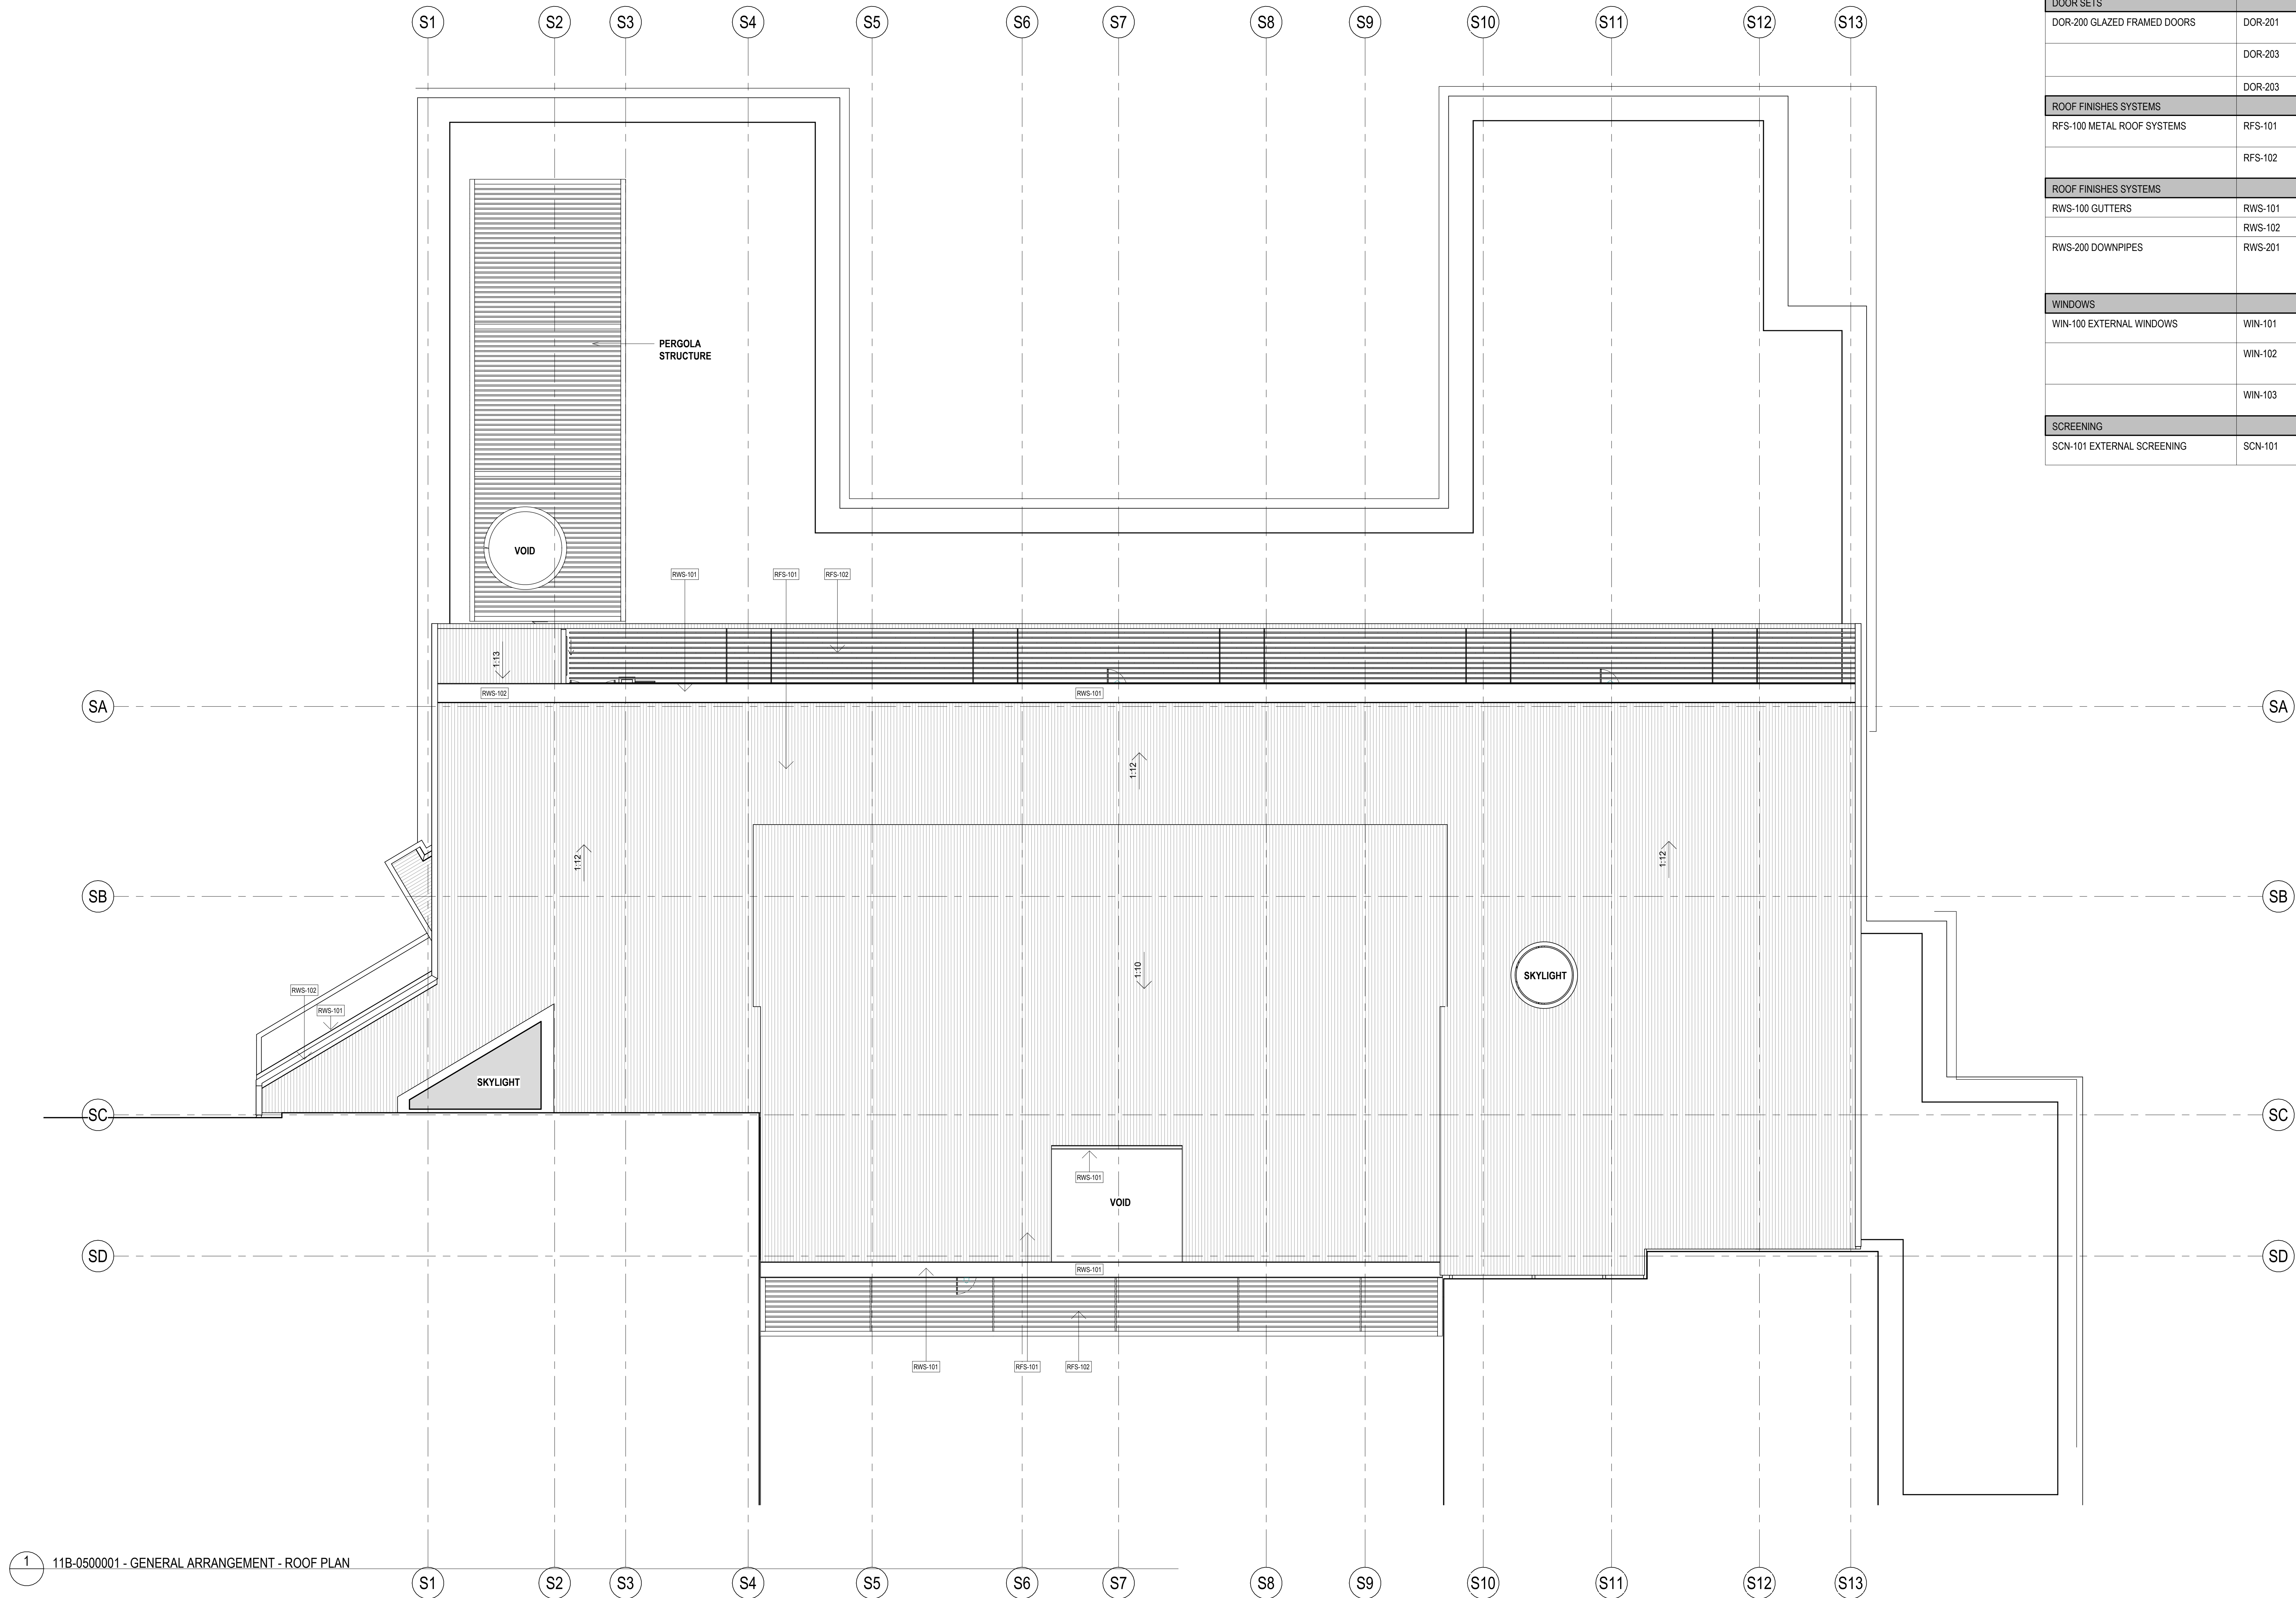 S1 S2 S3 S4 S5 S6 S7 S8 S9 S10 S11 S12 S13
DOOR SETS
DOR-200 GLAZED FRAMED DOORS DOR-201
DOR-203
DOR-203
ROOF FINISHES SYSTEMS
RFS-100 METAL ROOF SYSTEMS RFS-101
RFS-102
ROOF FINISHES SYSTEMS
RWS-100 GUTTERS RWS-101
RWS-102
RWS-200 DOWNPIPES RWS-201
WINDOWS
WIN-100 EXTERNAL WINDOWS WIN-101
WIN-102
WIN-103
SCREENING
SCN-101 EXTERNAL SCREENING SCN-101
PERGOLA
STRUCTURE
VOID
RWS-101 RFS-101 RFS-102
1:13
RWS-102 RWS-101
SA SA
1:12
1:12
1:12
SB SB
1:10
SKYLIGHT
RWS-102
RWS-101
SKYLIGHT
SC SC
RWS-101
VOID
SD SD
RWS-101
RWS-101 RFS-101 RFS-102
1 11B-0500001 - GENERAL ARRANGEMENT - ROOF PLAN
S1 S2 S3 S4 S5 S6 S7 S8 S9 S10 S11 S12 S13